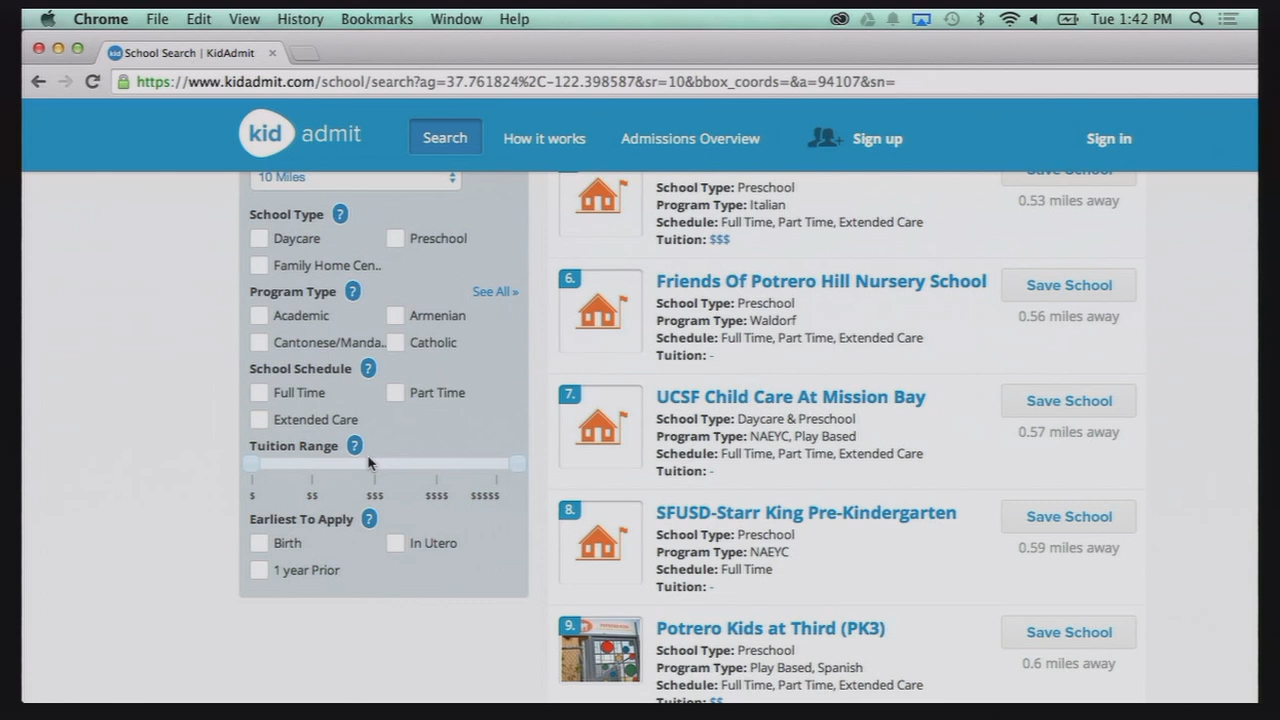 Chrome File Edit View History Bookmarks Window Help
Tue 1:42 PM
School Search | KidAdmit
https://www.kidadmit.com/school/search?ag=37.761824%2C-122.398587&sr=10&bbox_coords=&a=94107&sn=
kid admit
Search
How it works
Admissions Overview
Sign up
Sign in
10 Miles
School Type ?
Daycare
Preschool
Family Home Cen..
Program Type ?
See All »
Academic
Armenian
Cantonese/Manda..
Catholic
School Schedule ?
Full Time
Part Time
Extended Care
Tuition Range ?
$ $$ $$$ $$$$ $$$$$
Earliest To Apply ?
Birth
In Utero
1 year Prior
Save School
School Type: Preschool
Program Type: Italian
Schedule: Full Time, Part Time, Extended Care
Tuition: $$$
0.53 miles away
6.
Friends Of Potrero Hill Nursery School
School Type: Preschool
Program Type: Waldorf
Schedule: Full Time, Part Time, Extended Care
Tuition: -
Save School
0.56 miles away
7.
UCSF Child Care At Mission Bay
School Type: Daycare & Preschool
Program Type: NAEYC, Play Based
Schedule: Full Time, Part Time, Extended Care
Tuition: -
Save School
0.57 miles away
8.
SFUSD-Starr King Pre-Kindergarten
School Type: Preschool
Program Type: NAEYC
Schedule: Full Time
Tuition: -
Save School
0.59 miles away
9.
Potrero Kids at Third (PK3)
School Type: Preschool
Program Type: Play Based, Spanish
Schedule: Full Time, Part Time, Extended Care
Tuition: $$
Save School
0.6 miles away